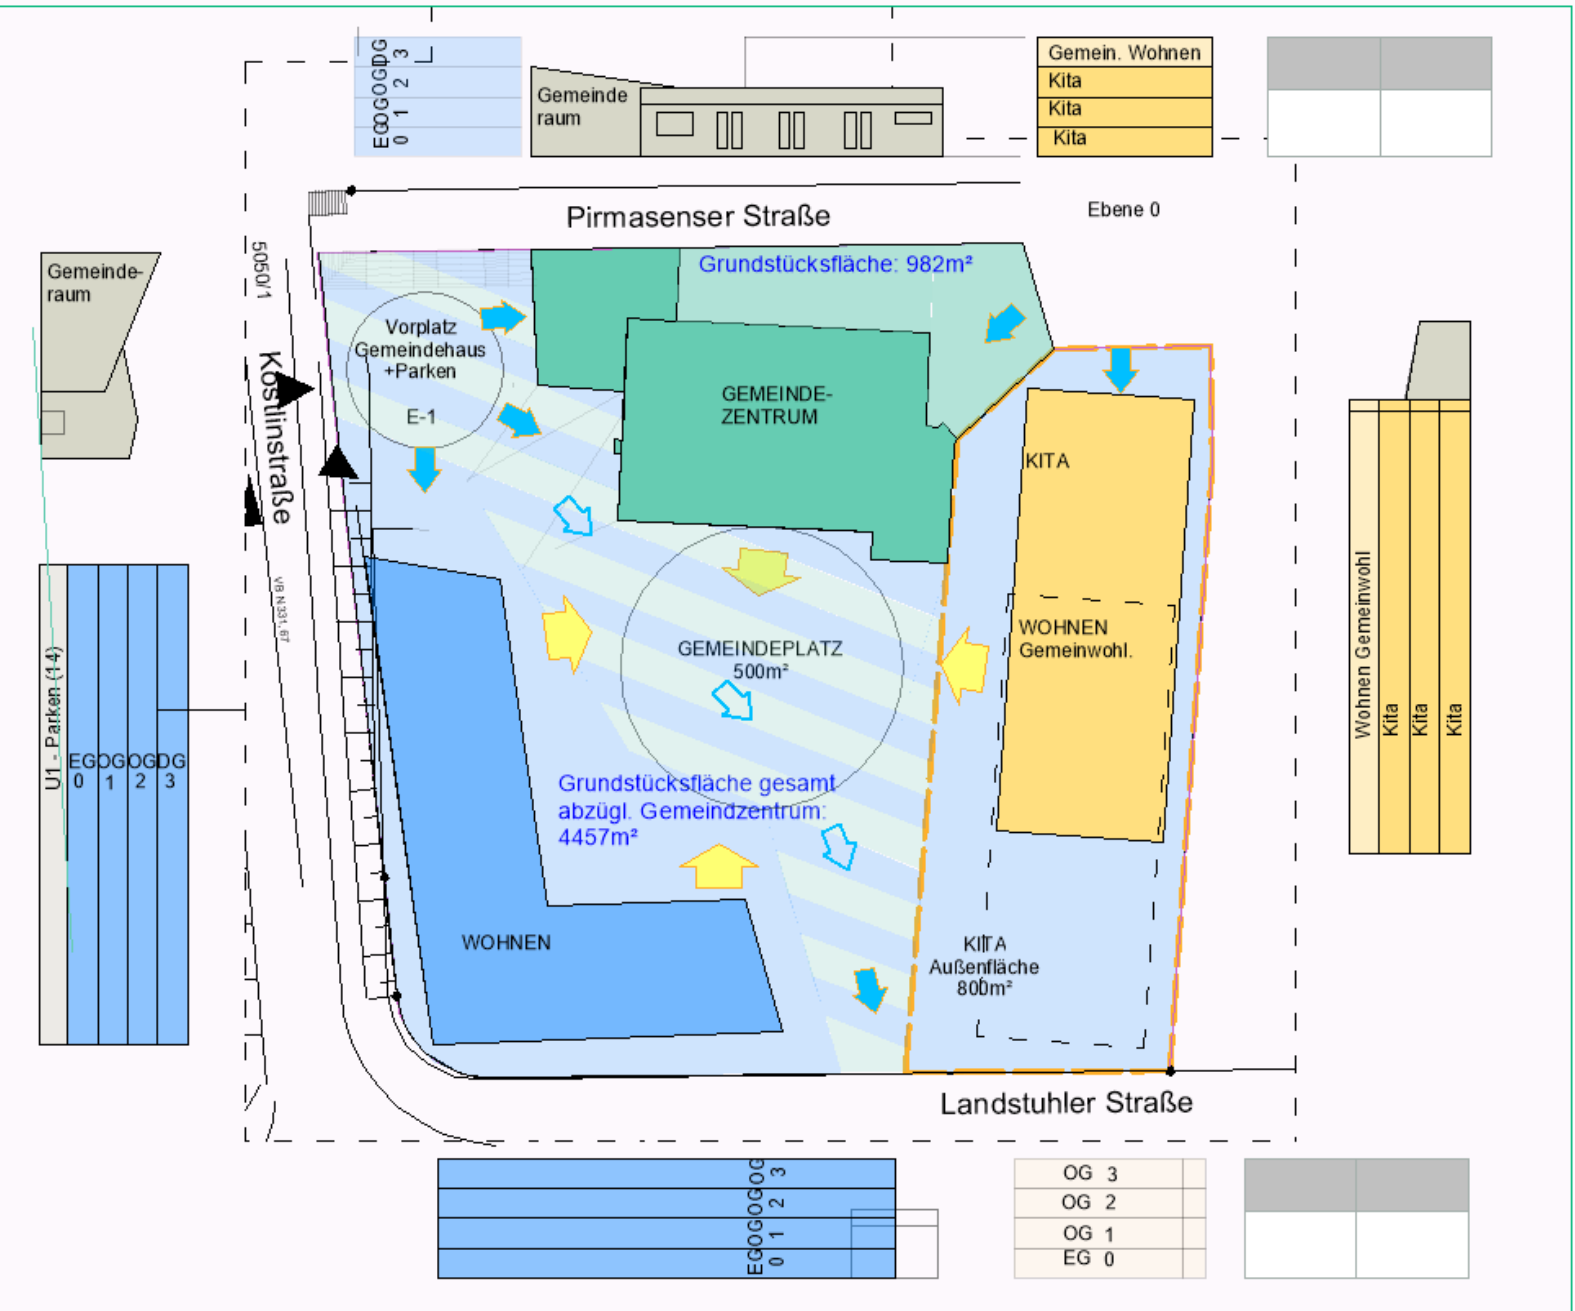 DG 3
OG 2
OG 1
EG 0
Gemeinde
raum
Gemein. Wohnen
Kita
Kita
Kita
Pirmasenser Straße
Ebene 0
Gemeinde-
raum
5050/1
Köstlinstraße
VB N331,67
Grundstücksfläche: 982m²
Vorplatz
Gemeindehaus
+Parken
E-1
GEMEINDE-
ZENTRUM
KITA
WOHNEN
Gemeinwohl.
GEMEINDEPLATZ
500m²
Grundstücksfläche gesamt
abzügl. Gemeindzentrum:
4457m²
WOHNEN
KITA
Außenfläche
800m²
U1 - Parken (14)
EG 0
OG 1
OG 2
DG 3
Wohnen Gemeinwohl
Kita
Kita
Kita
Landstuhler Straße
OG 3
OG 2
OG 1
EG 0
OG 3
OG 2
OG 1
EG 0